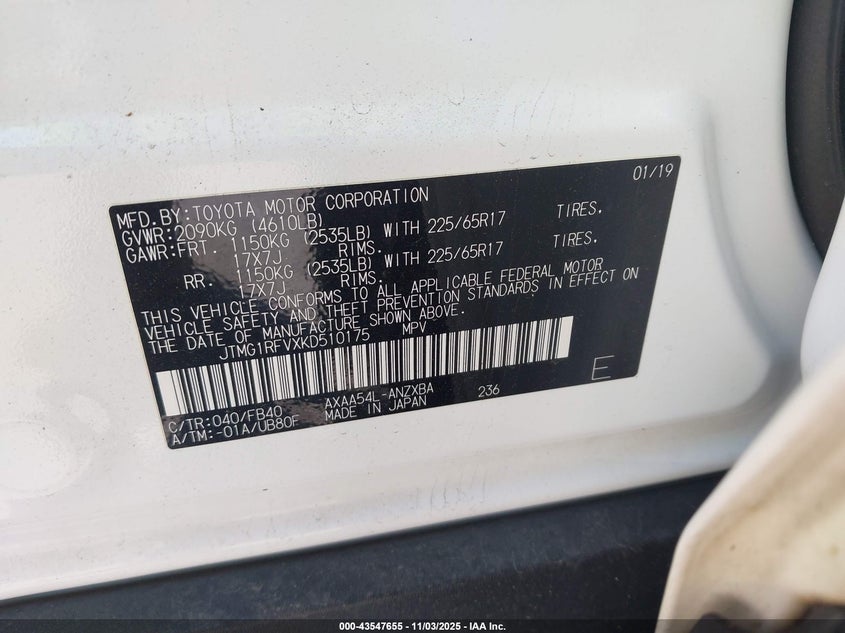 MFD.BY:TOYOTA MOTOR CORPORATION 01/19
GVWR:2090KG (4610LB)
GAWR:FRT 1150KG (2535LB) WITH 225/65R17 TIRES.
17X7J RIMS.
RR. 1150KG (2535LB) WITH 225/65R17 TIRES.
17X7J RIMS.
THIS VEHICLE CONFORMS TO ALL APPLICABLE FEDERAL MOTOR
VEHICLE SAFETY AND THEFT PREVENTION STANDARDS IN EFFECT ON
THE DATE OF MANUFACTURE SHOWN ABOVE.
JTMG1RFVXKD510175 MPV
C/TR:040/FB40 AXAA54L-ANZXBA 236 E
A/TM:-01A/UB80F MADE IN JAPAN
000-43547655 - 11/03/2025 - IAA Inc.